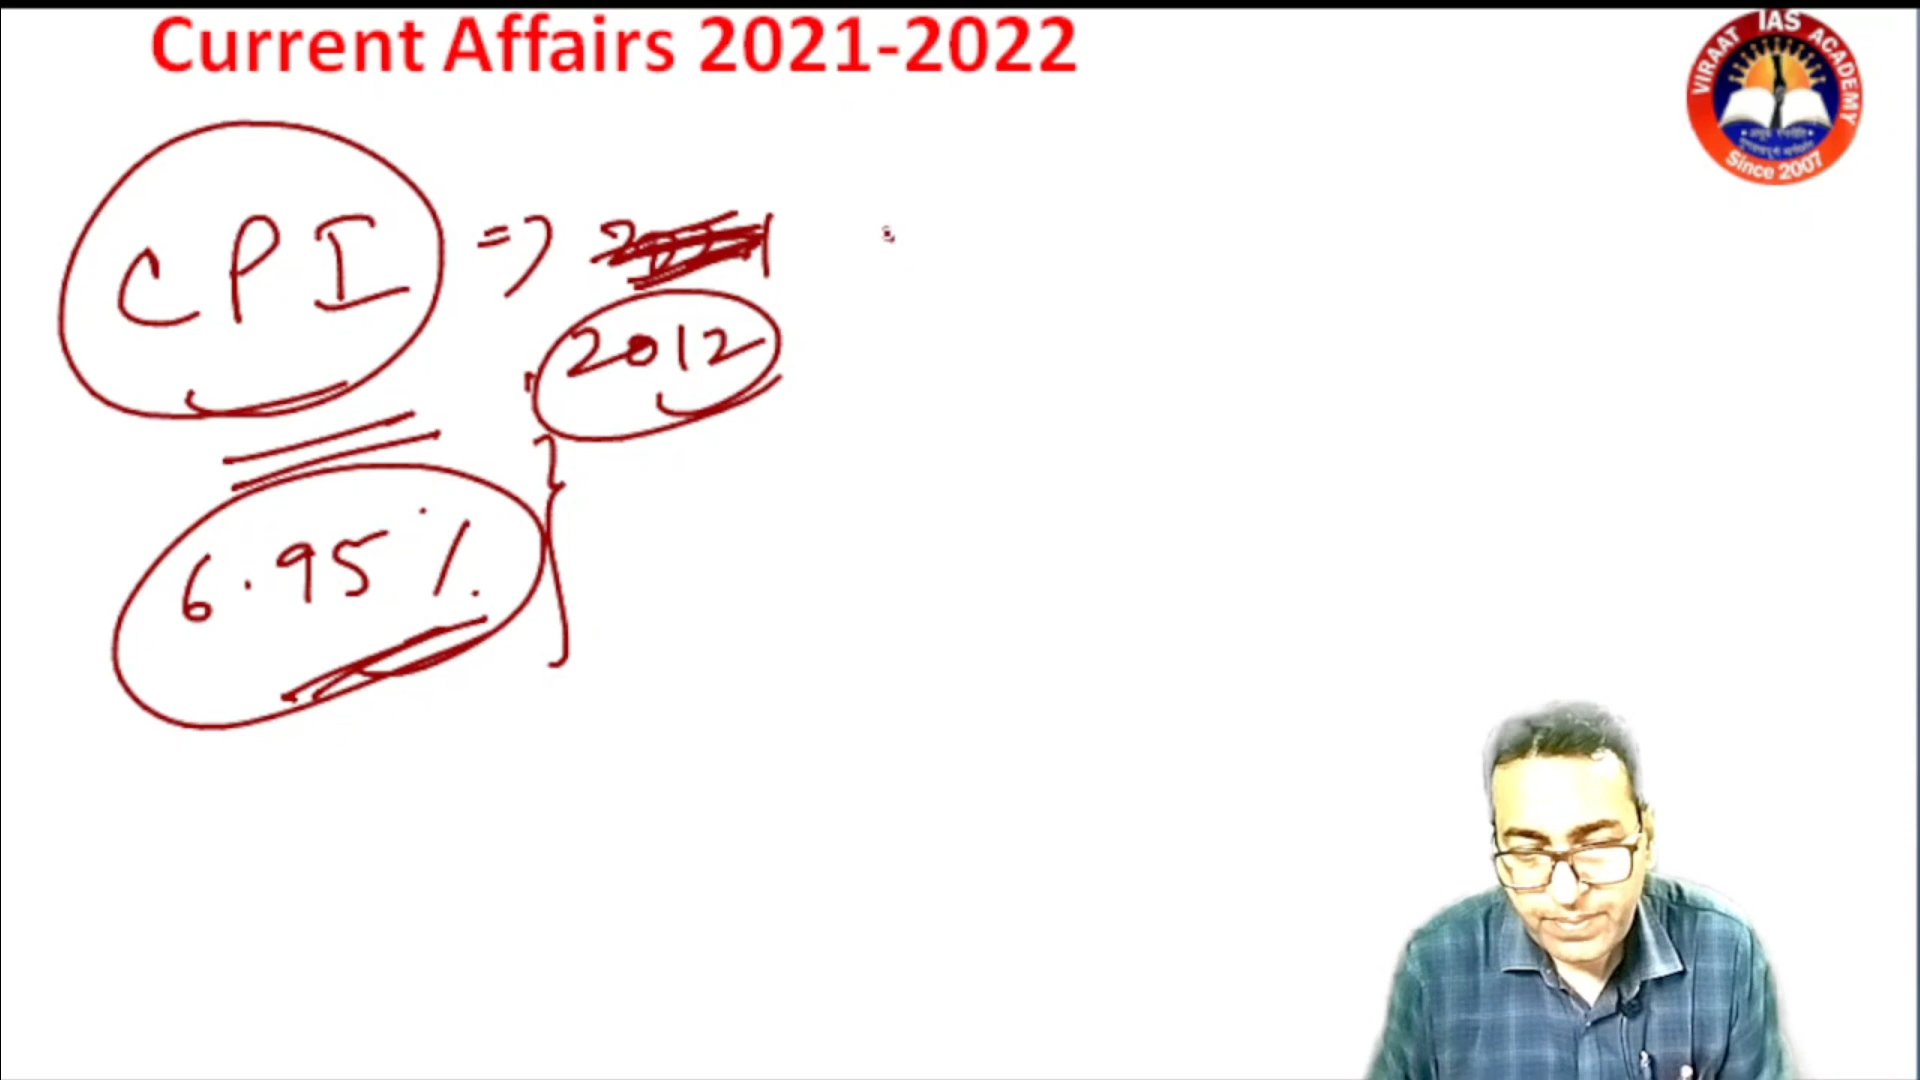 Current Affairs 2021-2022
VIRAAT IAS ACADEMY
Since 2007
CPI =>
2012
6.95%